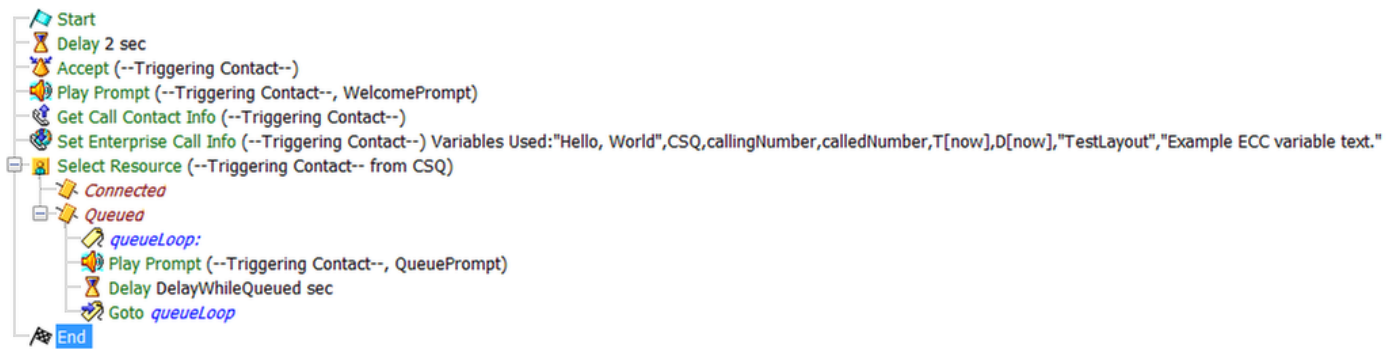 Start
Delay 2 sec
Accept (--Triggering Contact--)
Play Prompt (--Triggering Contact--, WelcomePrompt)
Get Call Contact Info (--Triggering Contact--)
Set Enterprise Call Info (--Triggering Contact--) Variables Used:"Hello, World",CSQ,callingNumber,calledNumber,T[now],D[now],"TestLayout","Example ECC variable text."
Select Resource (--Triggering Contact-- from CSQ)
Connected
Queued
queueLoop:
Play Prompt (--Triggering Contact--, QueuePrompt)
Delay DelayWhileQueued sec
Goto queueLoop
End